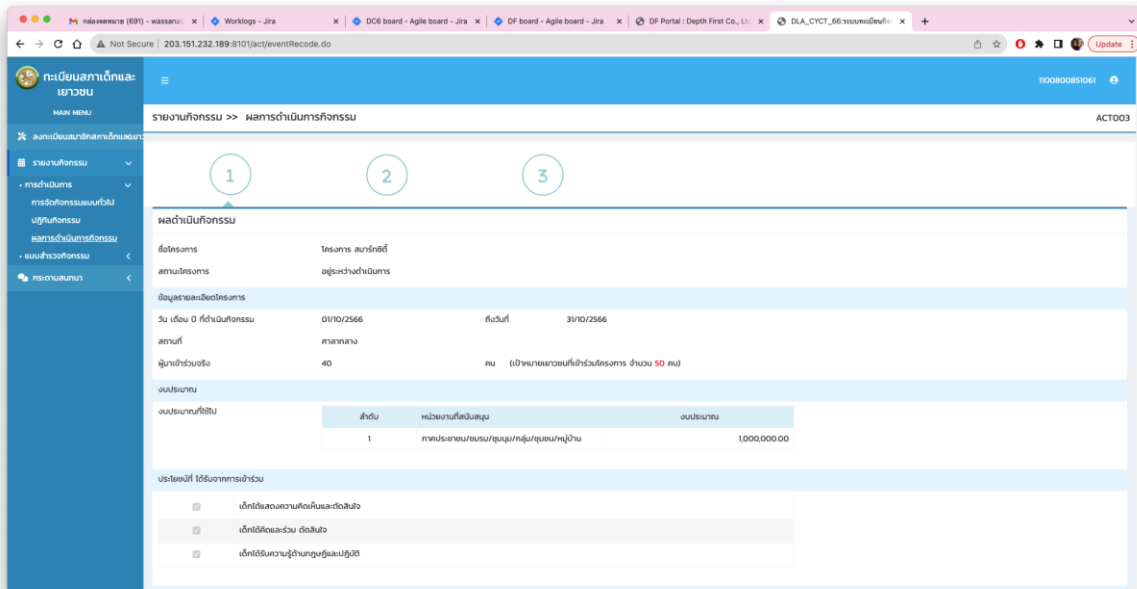 กล่องจดหมาย (691) - wassana
Worklogs - Jira
DC6 board - Agile board - Jira
DF board - Agile board - Jira
DF Portal : Depth First Co., Lt
DLA_CYCT_66:ระบบทะเบียน
Not Secure | 203.151.232.189:8101/act/eventRecode.do
Update
ทะเบียนสภาเด็กและ
เยาวชน
1100800851061
MAIN MENU
รายงานกิจกรรม >> ผลการดำเนินการกิจกรรม
ACT003
ลงทะเบียนสมาชิกสภาเด็กและเยาว
รายงานกิจกรรม
• การดำเนินการ
การจัดกิจกรรมแบบทั่วไป
ปฏิทินกิจกรรม
ผลการดำเนินการกิจกรรม
• แบบสำรวจกิจกรรม
กระดานสนทนา
1 2 3
ผลดำเนินกิจกรรม
ชื่อโครงการ โครงการ สมาร์ทซิตี้
สถานะโครงการ อยู่ระหว่างดำเนินการ
ข้อมูลรายละเอียดโครงการ
วัน เดือน ปี ที่ดำเนินกิจกรรม 01/10/2566 ถึงวันที่ 31/10/2566
สถานที่ ศาลากลาง
ผู้มาเข้าร่วมจริง 40 คน (เป้าหมายเยาวชนที่เข้าร่วมโครงการ จำนวน 50 คน)
งบประมาณ
งบประมาณที่ใช้ไป
ลำดับ หน่วยงานที่สนับสนุน งบประมาณ
1 ภาคประชาชน/ชมรม/ชุมนุม/กลุ่ม/ชุมชน/หมู่บ้าน 1,000,000.00
ประโยชน์ที่ ได้รับจากการเข้าร่วม
เด็กได้แสดงความคิดเห็นและตัดสินใจ
เด็กได้คิดและร่วม ตัดสินใจ
เด็กได้รับความรู้ด้านทฤษฎีและปฏิบัติ